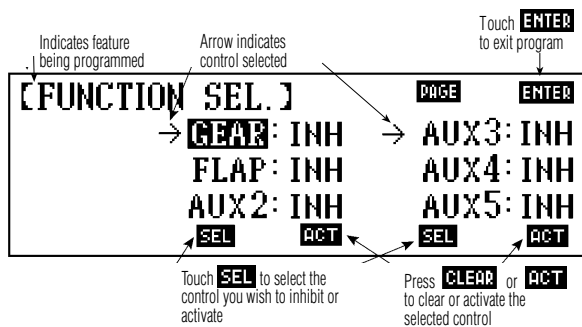 Touch ENTER
to exit program
Indicates feature
being programmed
Arrow indicates
control selected
[FUNCTION SEL.] PAGE ENTER
→ GEAR: INH → AUX3: INH
FLAP: INH AUX4: INH
AUX2: INH AUX5: INH
SEL ACT SEL ACT
Touch SEL to select the
control you wish to inhibit or
activate
Press CLEAR or ACT
to clear or activate the
selected control